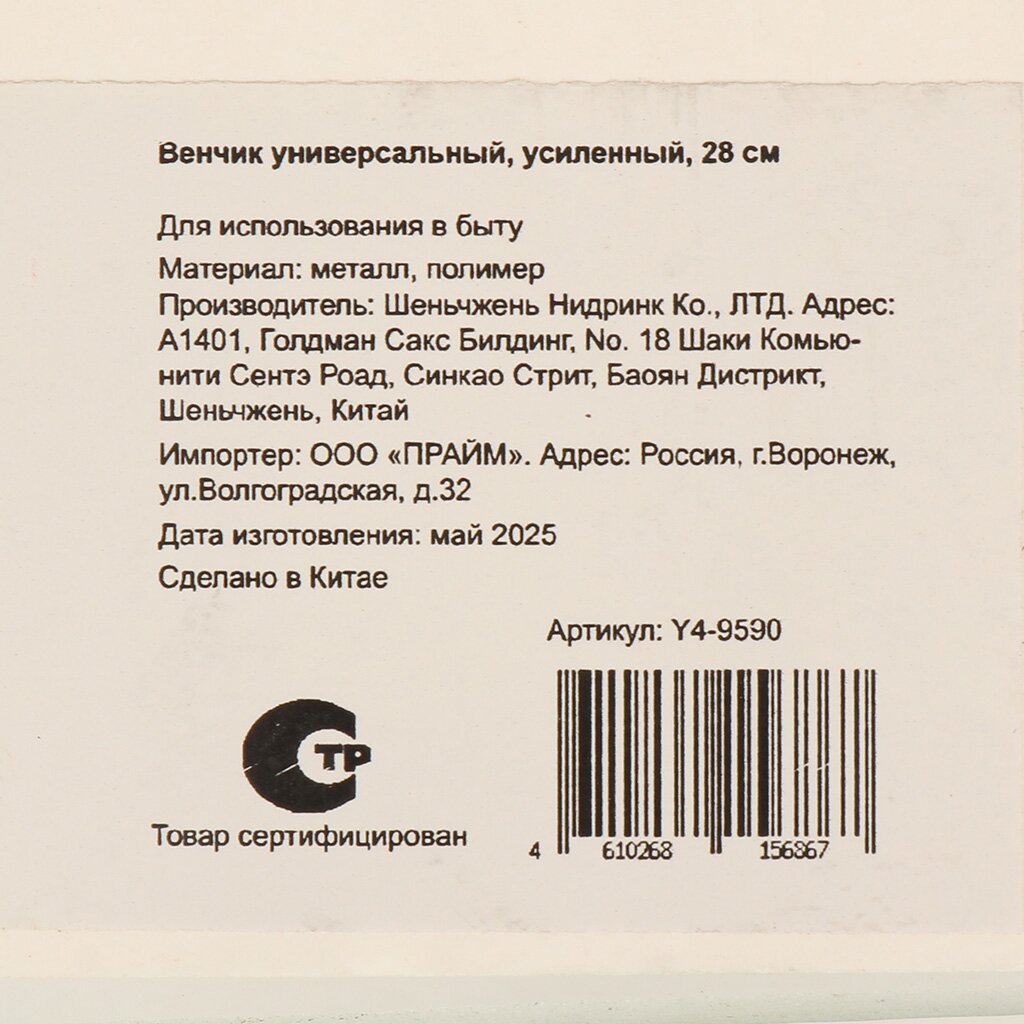 Венчик универсальный, усиленный, 28 см
Для использования в быту
Материал: металл, полимер
Производитель: Шеньчжень Нидринк Ко., ЛТД. Адрес:
А1401, Голдман Сакс Билдинг, No. 18 Шаки Комью-
нити Сентэ Роад, Синкао Стрит, Баоян Дистрикт,
Шеньчжень, Китай
Импортер: ООО «ПРАЙМ». Адрес: Россия, г.Воронеж,
ул.Волгоградская, д.32
Дата изготовления: май 2025
Сделано в Китае
Артикул: Y4-9590
СТР
Товар сертифицирован
4 610268 156867